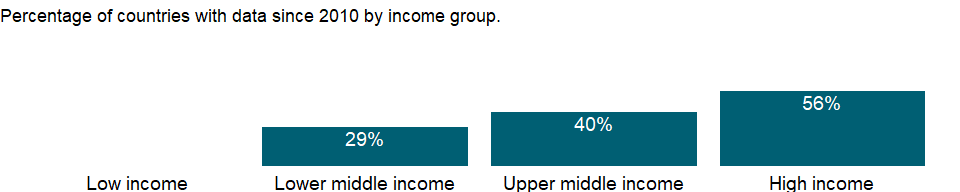 Percentage of countries with data since 2010 by income group.
56%
40%
29%
Low income Lower middle income Upper middle income High income